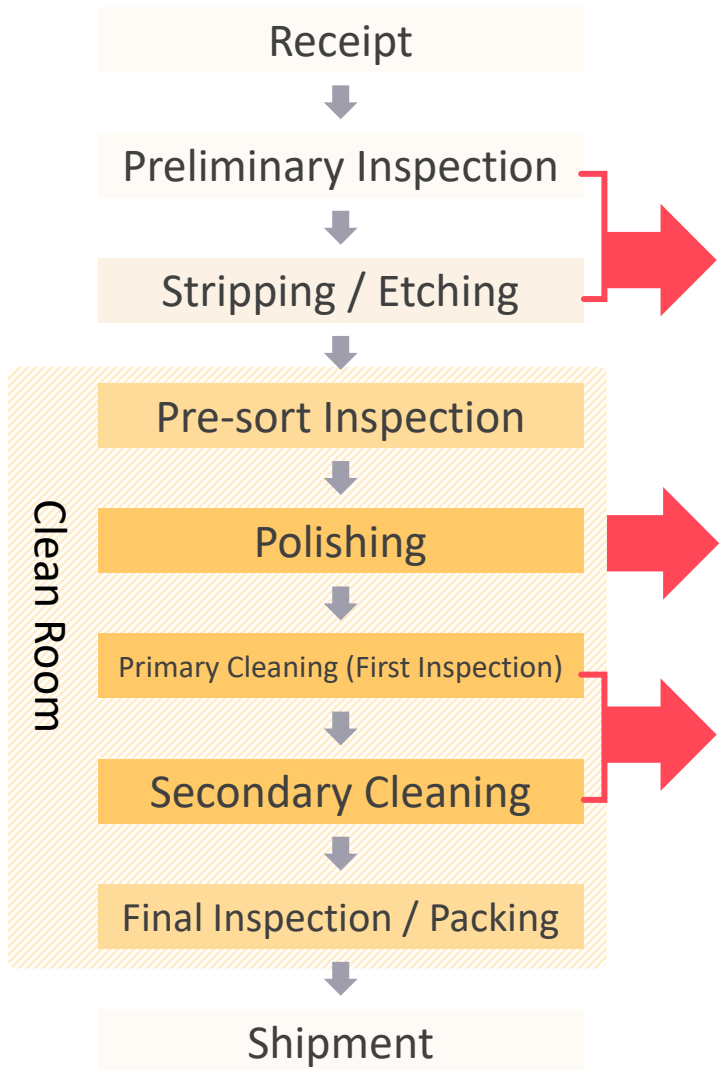 Receipt
Preliminary Inspection
Stripping / Etching
Pre-sort Inspection
Polishing
Clean Room
Primary Cleaning (First Inspection)
Secondary Cleaning
Final Inspection / Packing
Shipment